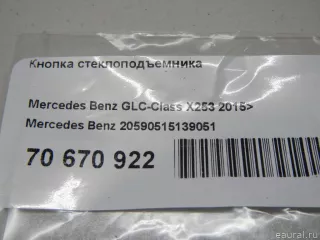 Кнопка стеклоподъемника
Mercedes Benz GLC-Class X253 2015>
Mercedes Benz 20590515139051
70 670 922
eaural.ru